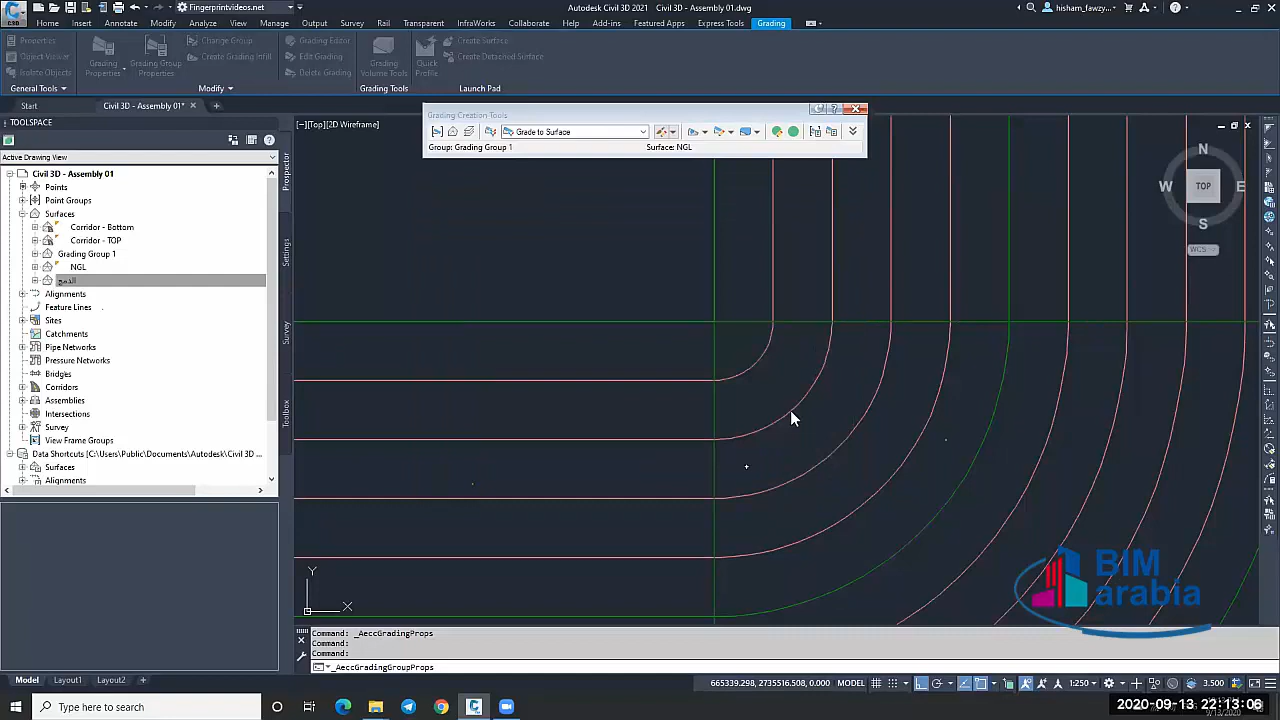 C3D
Fingerprintvideos.net
Autodesk Civil 3D 2021 Civil 3D - Assembly 01.dwg
hisham_fawzy...
Home Insert Annotate Modify Analyze View Manage Output Survey Rail Transparent InfraWorks Collaborate Help Add-ins Featured Apps Express Tools Grading
Properties
Object Viewer
Isolate Objects
Grading Properties
Grading Group Properties
Change Group
Create Grading Infill
Grading Editor
Edit Grading
Delete Grading
Grading Volume Tools
Quick Profile
Create Surface
Create Detached Surface
General Tools Modify Grading Tools Launch Pad
Start Civil 3D - Assembly 01*
TOOLSPACE
Active Drawing View
Civil 3D - Assembly 01
Points
Point Groups
Surfaces
Corridor - Bottom
Corridor - TOP
Grading Group 1
NGL
الدمج
Alignments
Feature Lines
Sites
Catchments
Pipe Networks
Pressure Networks
Bridges
Corridors
Assemblies
Intersections
Survey
View Frame Groups
Data Shortcuts [C:\Users\Public\Documents\Autodesk\Civil 3D ...
Surfaces
Alignments
Prospector
Settings
Survey
Toolbox
[−][Top][2D Wireframe]
Grading Creation Tools
Grade to Surface
Group: Grading Group 1 Surface: NGL
N
W TOP E
S
WCS
Y
X
BIM
arabia
Command: _AeccGradingProps
Command:
Command:
_AeccGradingGroupProps
Model Layout1 Layout2
665339.298, 2735516.508, 0.000 MODEL 1:250 3.500
Type here to search
2020-09-13 22:13:06